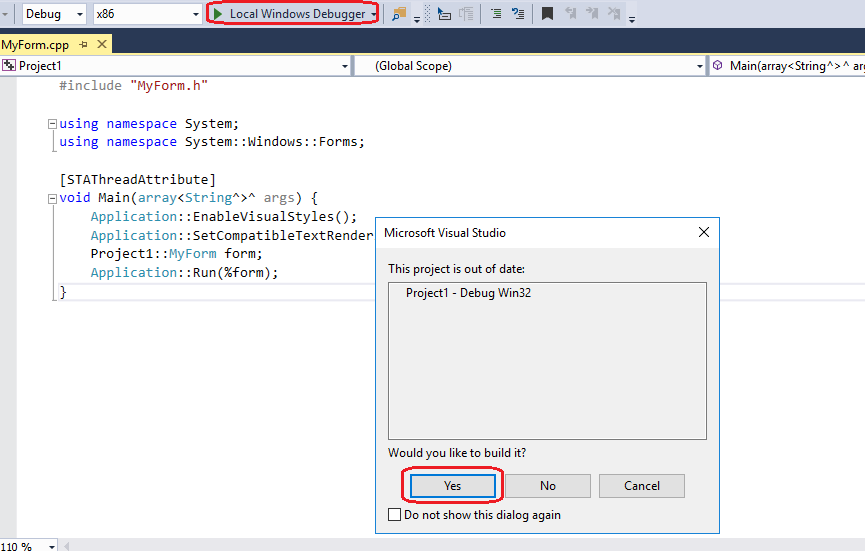 Debug x86 Local Windows Debugger
MyForm.cpp
Project1 (Global Scope) Main(array<String^>^ arg
#include "MyForm.h"
using namespace System;
using namespace System::Windows::Forms;
[STAThreadAttribute]
void Main(array<String^>^ args) {
Application::EnableVisualStyles();
Application::SetCompatibleTextRender
Project1::MyForm form;
Application::Run(%form);
}
Microsoft Visual Studio
This project is out of date:
Project1 - Debug Win32
Would you like to build it?
Yes No Cancel
Do not show this dialog again
110 %